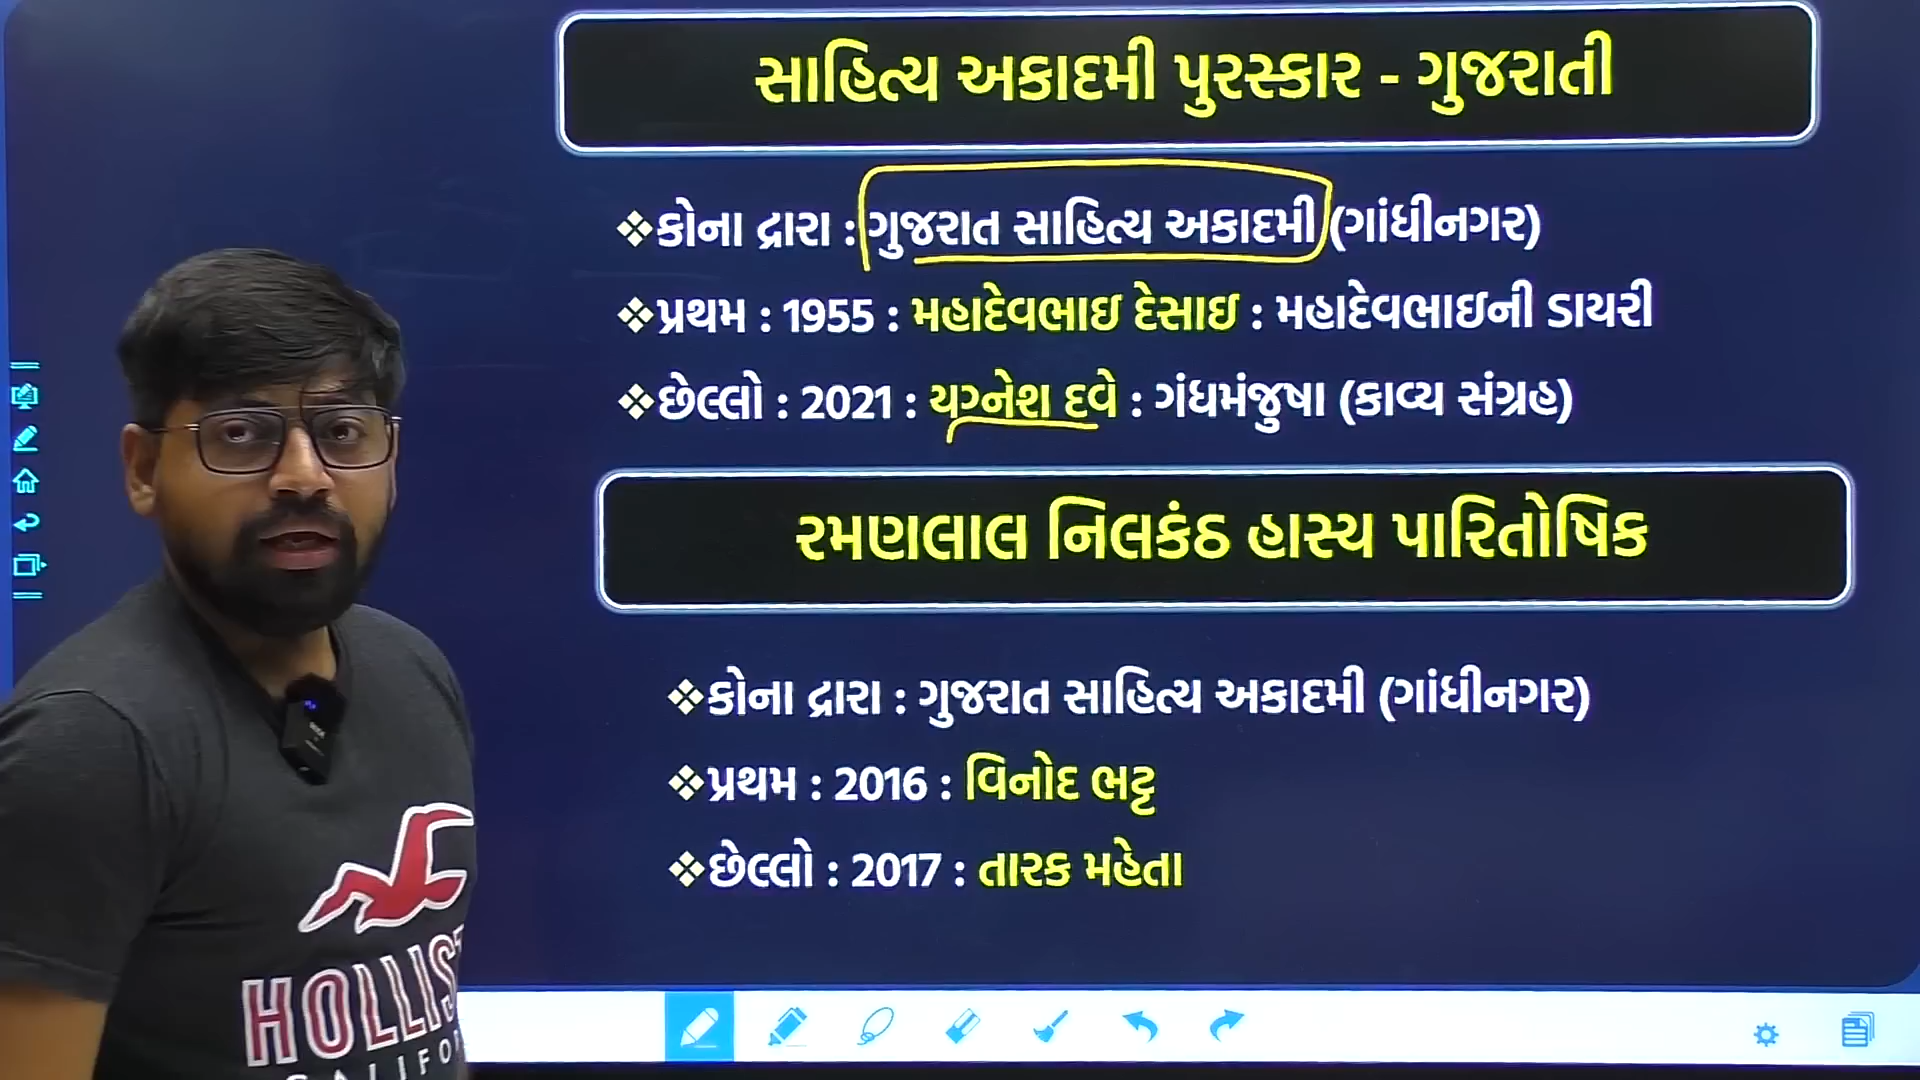 સાહિત્ય અકાદમી પુરસ્કાર - ગુજરાતી
❖કોના દ્રારા : ગુજરાત સાહિત્ય અકાદમી (ગાંધીનગર)
❖પ્રથમ : 1955 : મહાદેવભાઇ દેસાઇ : મહાદેવભાઇની ડાયરી
❖છેલ્લો : 2021 : યગ્નેશ દવે : ગંધમંજુષા (કાવ્ય સંગ્રહ)
રમણલાલ નિલકંઠ હાસ્ય પારિતોષિક
❖કોના દ્રારા : ગુજરાત સાહિત્ય અકાદમી (ગાંધીનગર)
❖પ્રથમ : 2016 : વિનોદ ભટ્ટ
❖છેલ્લો : 2017 : તારક મહેતા